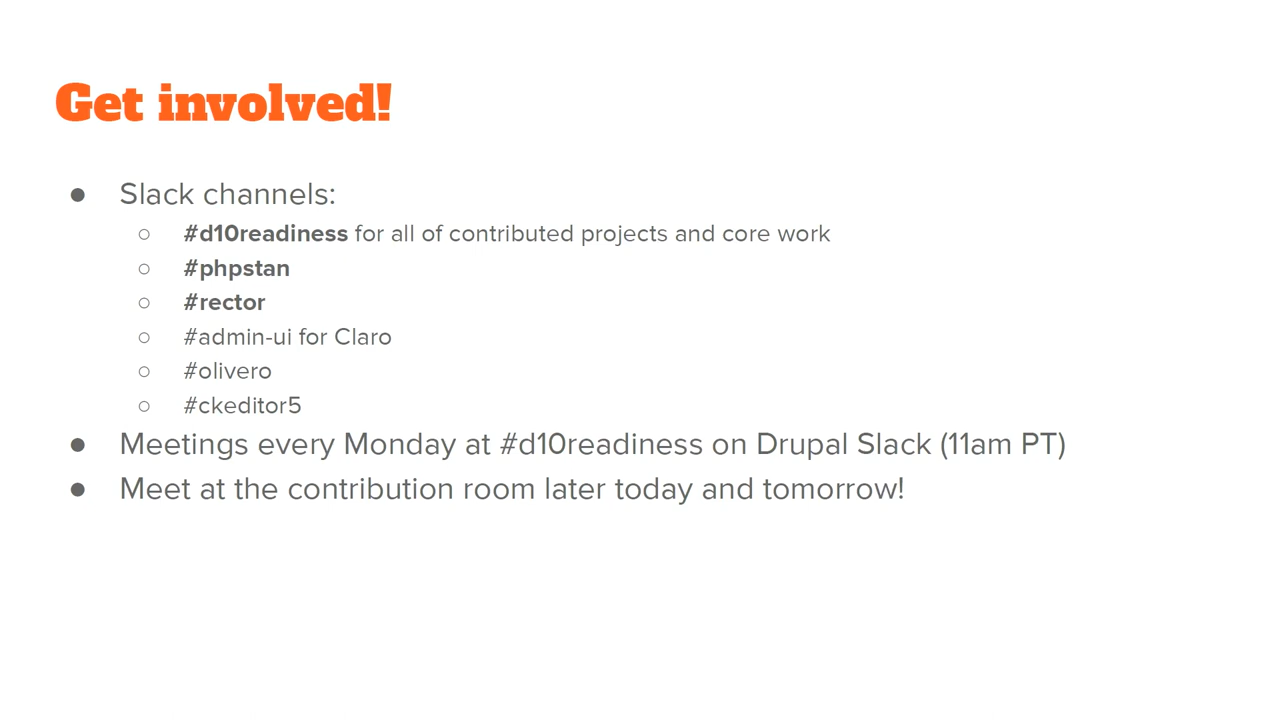 Get involved!
● Slack channels:
○ #d10readiness for all of contributed projects and core work
○ #phpstan
○ #rector
○ #admin-ui for Claro
○ #olivero
○ #ckeditor5
● Meetings every Monday at #d10readiness on Drupal Slack (11am PT)
● Meet at the contribution room later today and tomorrow!